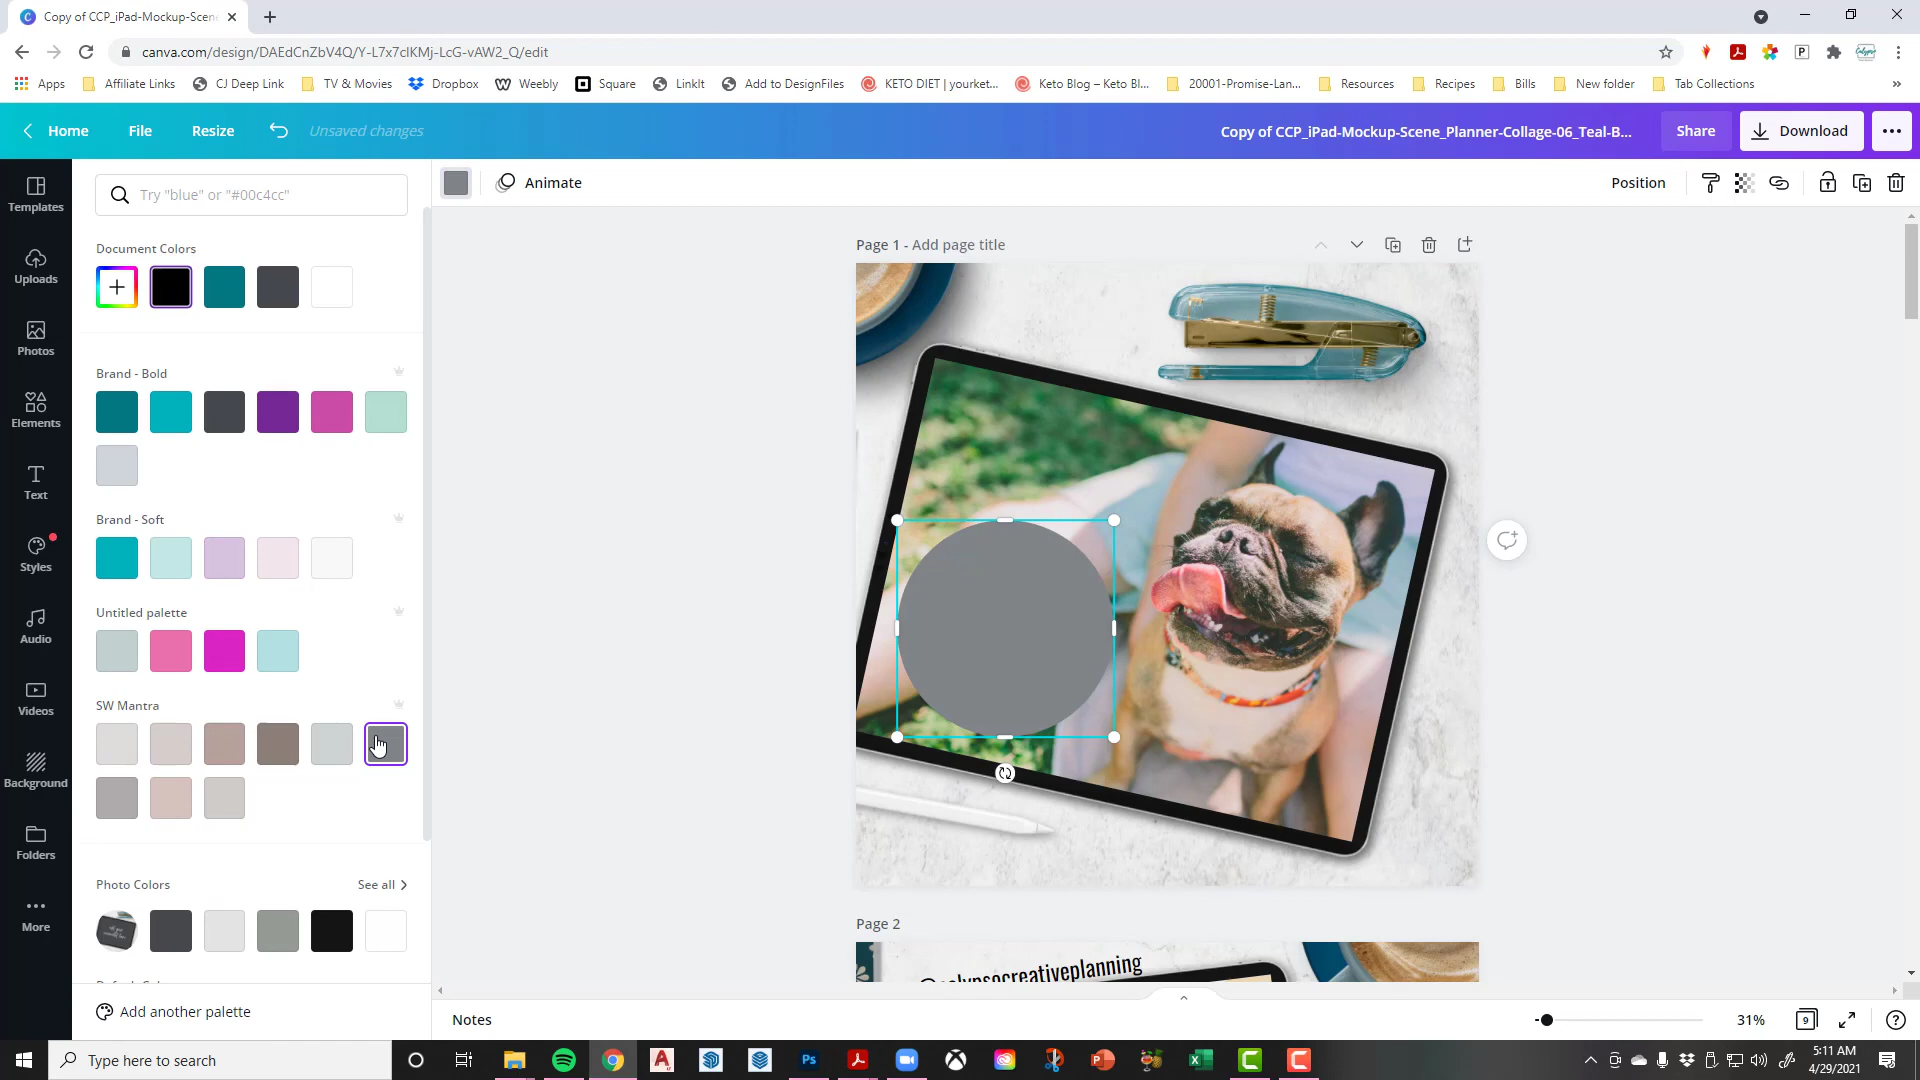 Copy of CCP_iPad-Mockup-Scene
canva.com/design/DAEdCnZbV4Q/Y-L7x7clKMj-LcG-vAW2_Q/edit
Apps
Affiliate Links
CJ Deep Link
TV & Movies
Dropbox
Weebly
Square
LinkIt
Add to DesignFiles
KETO DIET | yourket...
Keto Blog – Keto Bl...
20001-Promise-Lan...
Resources
Recipes
Bills
New folder
Tab Collections
Home
File
Resize
Unsaved changes
Copy of CCP_iPad-Mockup-Scene_Planner-Collage-06_Teal-B...
Share
Download
Templates
Uploads
Photos
Elements
Text
Styles
Audio
Videos
Background
Folders
More
Try "blue" or "#00c4cc"
Document Colors
Brand - Bold
Brand - Soft
Untitled palette
SW Mantra
Photo Colors
See all
Add another palette
Animate
Position
Page 1 - Add page title
Page 2
Notes
31%
9
Type here to search
5:11 AM
4/29/2021